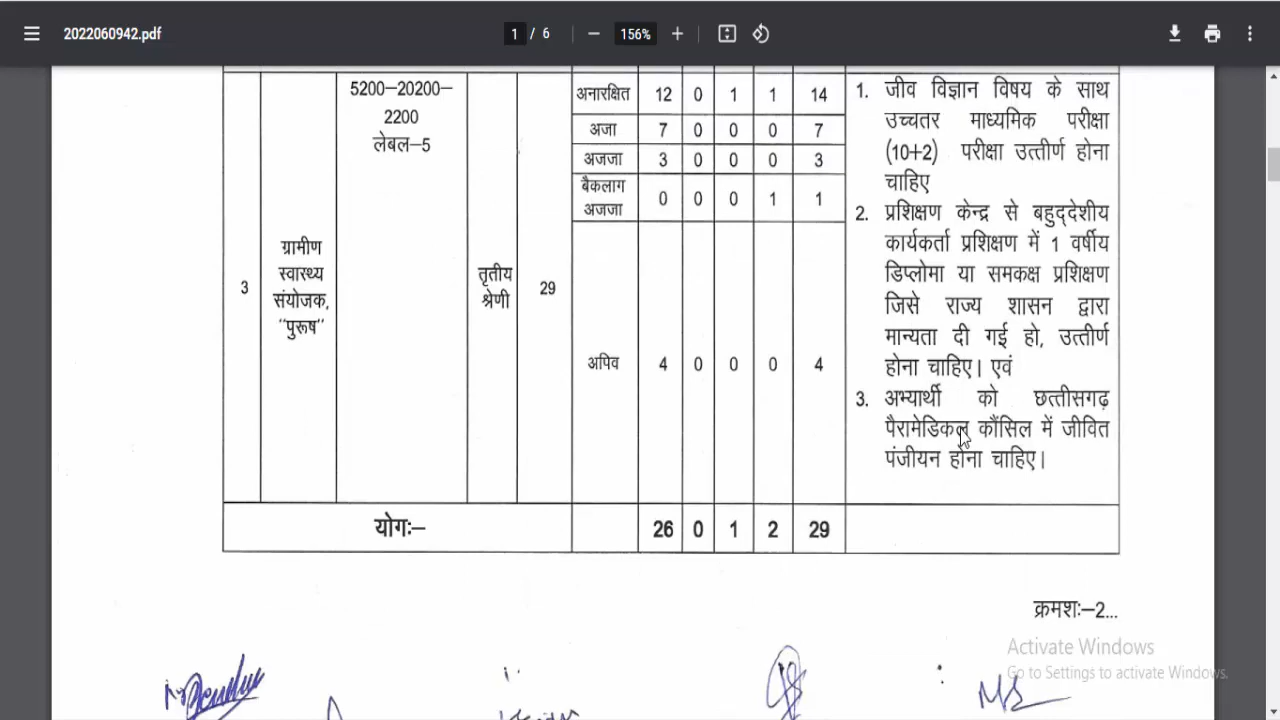 2022060942.pdf
1 / 6
156%
5200–20200–
2200
लेबल–5
3
ग्रामीण
स्वारथ्य
संयोजक,
"पुरूष"
तृतीय
श्रेणी
29
अनारक्षित 12 0 1 1 14
अजा 7 0 0 0 7
अजजा 3 0 0 0 3
बैकलाग
अजजा 0 0 0 1 1
अपिव 4 0 0 0 4
1. जीव विज्ञान विषय के साथ
उच्चतर माध्यमिक परीक्षा
(10+2) परीक्षा उत्तीर्ण होना
चाहिए
2. प्रशिक्षण केन्द्र से बहुद्देशीय
कार्यकर्ता प्रशिक्षण में 1 वर्षीय
डिप्लोमा या समकक्ष प्रशिक्षण
जिसे राज्य शासन द्वारा
मान्यता दी गई हो, उत्तीर्ण
होना चाहिए। एवं
3. अभ्यार्थी को छत्तीसगढ़
पैरामेडिकल कौंसिल में जीवित
पंजीयन होना चाहिए।
योगः– 26 0 1 2 29
क्रमशः–2...
Activate Windows
Go to Settings to activate Windows.